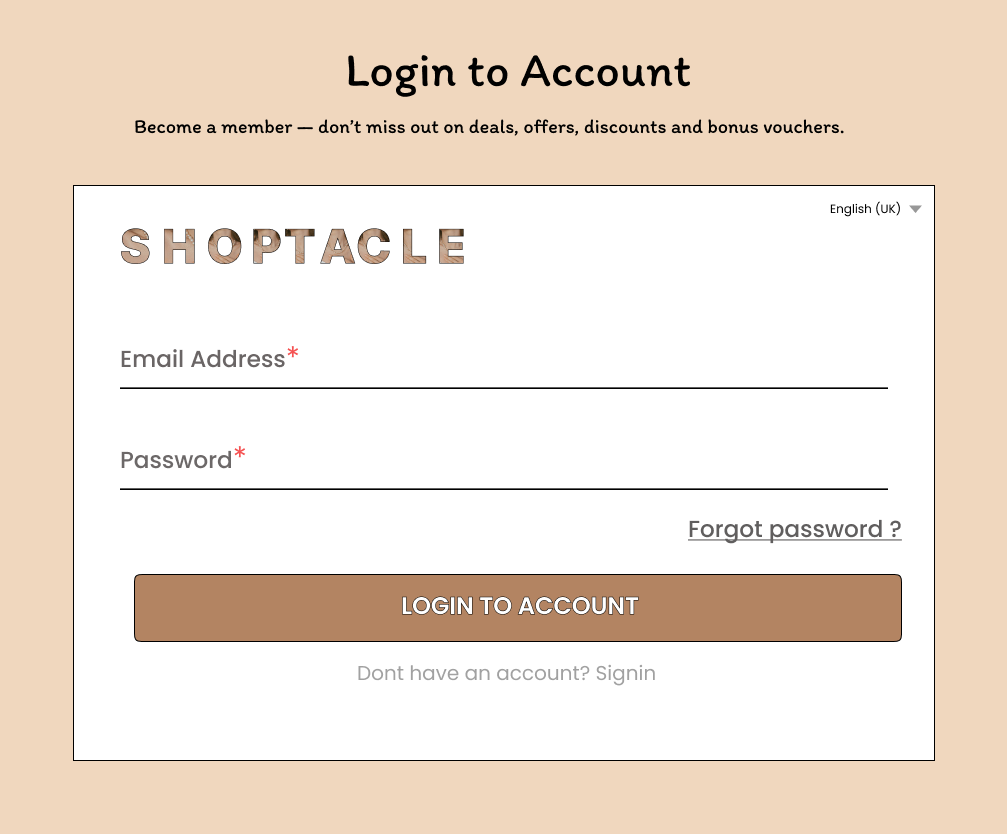 Login to Account
Become a member — don’t miss out on deals, offers, discounts and bonus vouchers.
English (UK)
SHOPTACLE
Email Address*
Password*
Forgot password ?
LOGIN TO ACCOUNT
Dont have an account? Signin